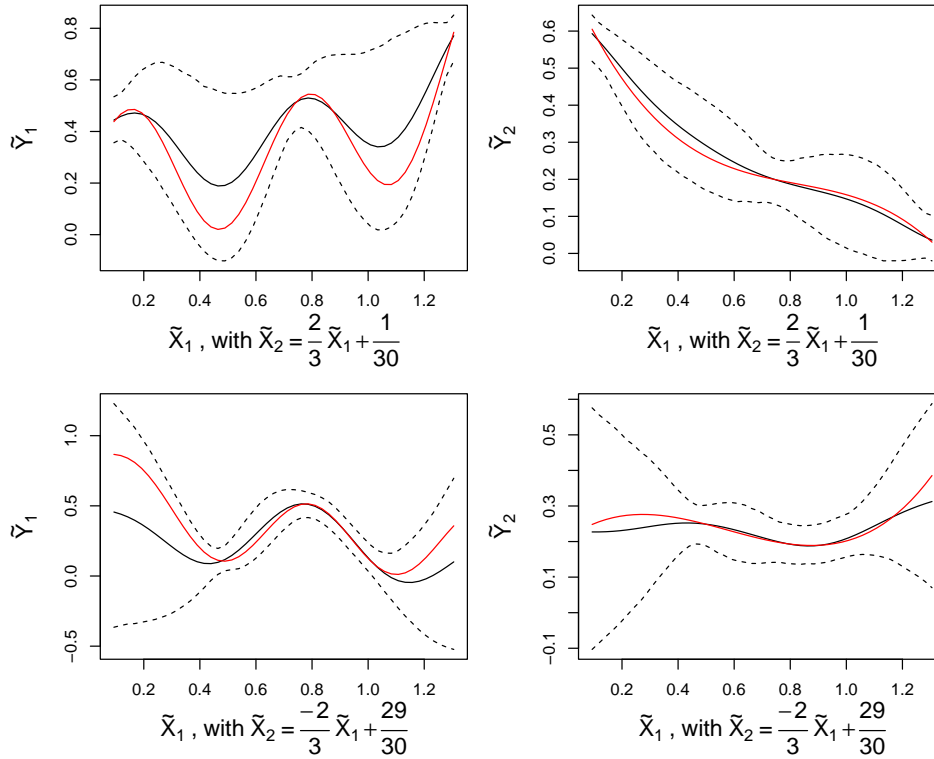 Ỹ1
0.0 0.2 0.4 0.6 0.8
0.2 0.4 0.6 0.8 1.0 1.2
X̃1 , with X̃2 = 2/3 X̃1 + 1/30
Ỹ2
0.0 0.1 0.2 0.3 0.4 0.5 0.6
0.2 0.4 0.6 0.8 1.0 1.2
X̃1 , with X̃2 = 2/3 X̃1 + 1/30
Ỹ1
−0.5 0.0 0.5 1.0
0.2 0.4 0.6 0.8 1.0 1.2
X̃1 , with X̃2 = −2/3 X̃1 + 29/30
Ỹ2
−0.1 0.1 0.3 0.5
0.2 0.4 0.6 0.8 1.0 1.2
X̃1 , with X̃2 = −2/3 X̃1 + 29/30